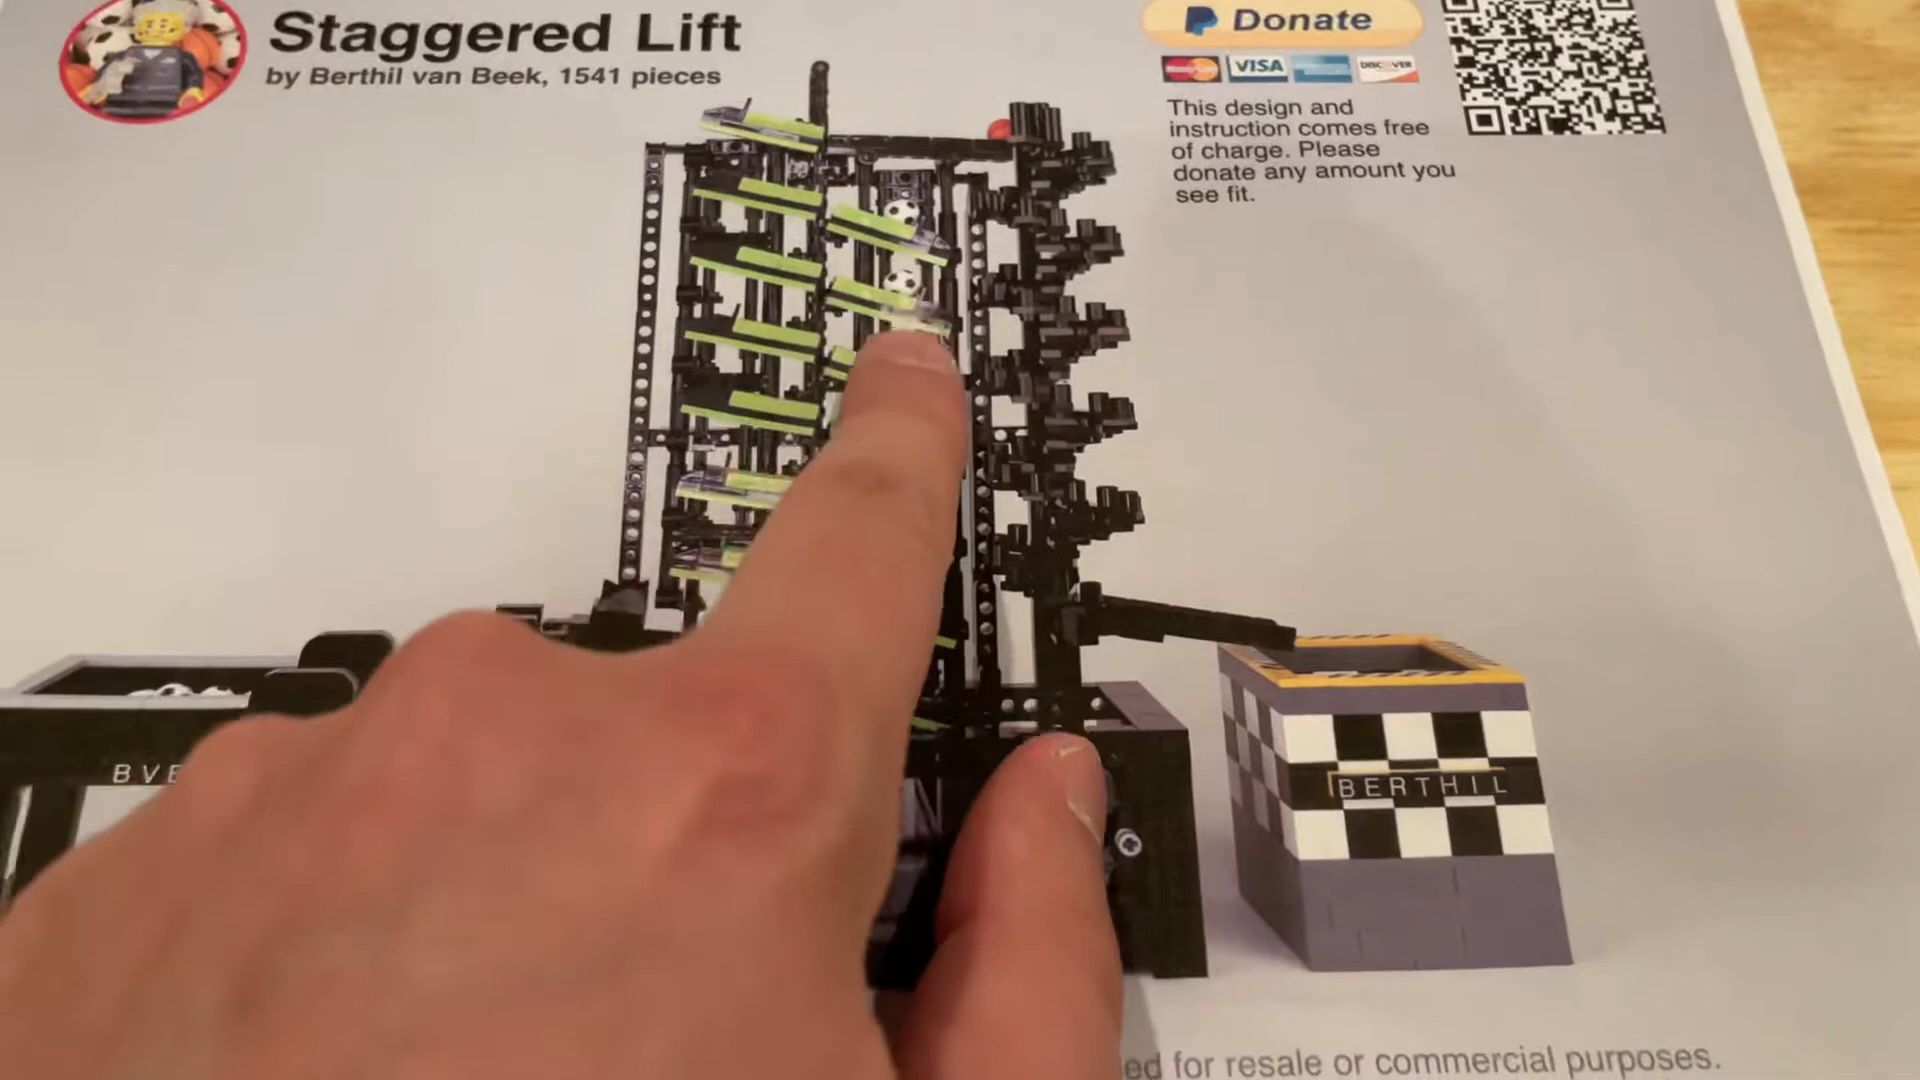 Staggered Lift
by Berthil van Beek, 1541 pieces
Donate
VISA
DISCOVER
This design and
instruction comes free
of charge. Please
donate any amount you
see fit.
BERTHIL
for resale or commercial purposes.